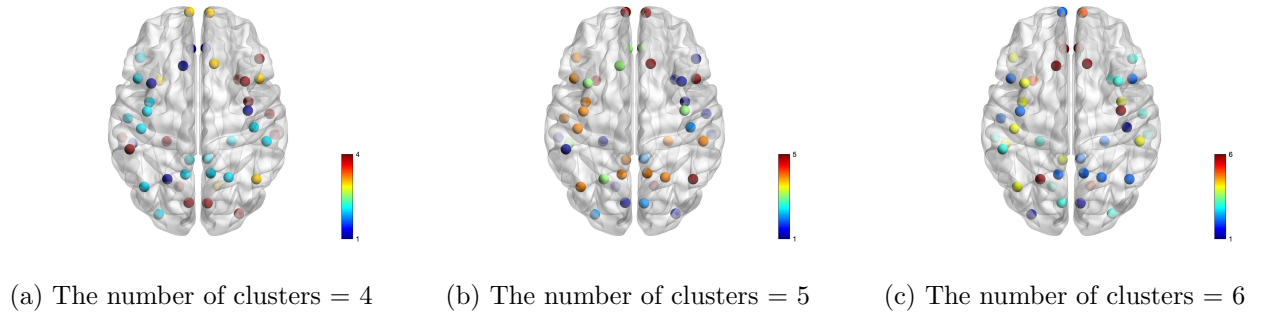 4
1
5
1
6
1
(a) The number of clusters = 4
(b) The number of clusters = 5
(c) The number of clusters = 6